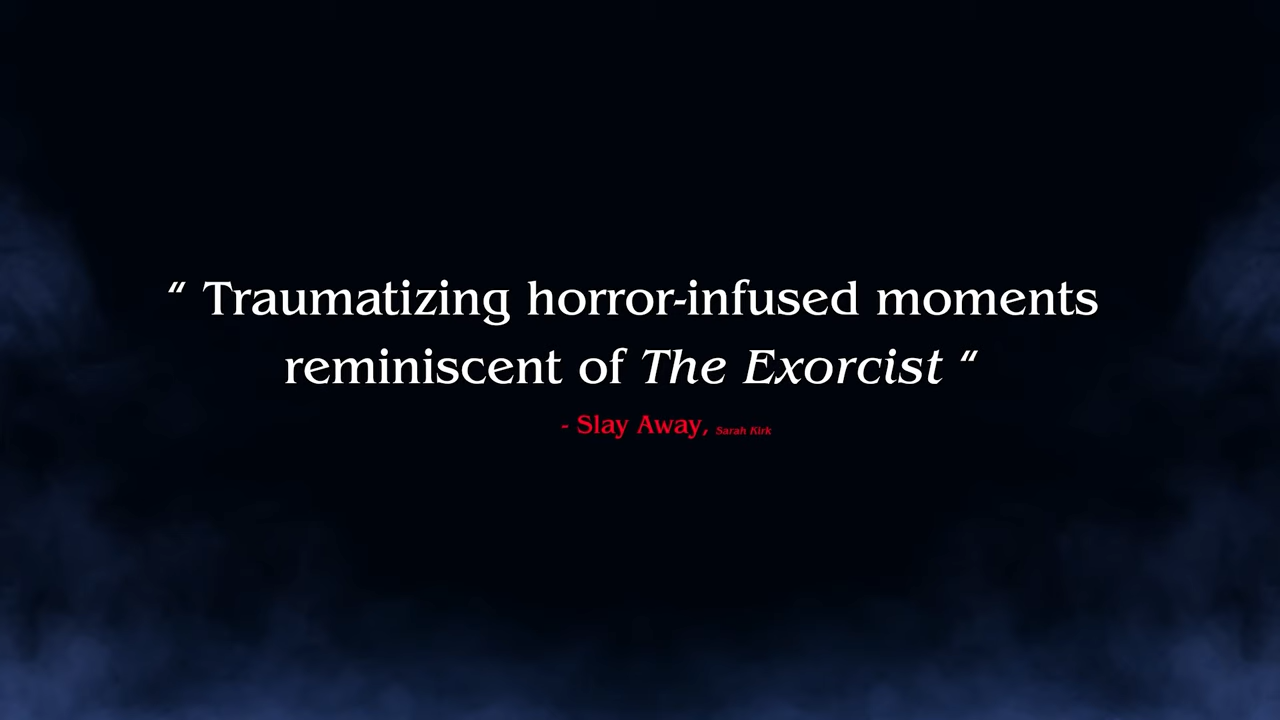 “ Traumatizing horror-infused moments
reminiscent of The Exorcist “
- Slay Away, Sarah Kirk